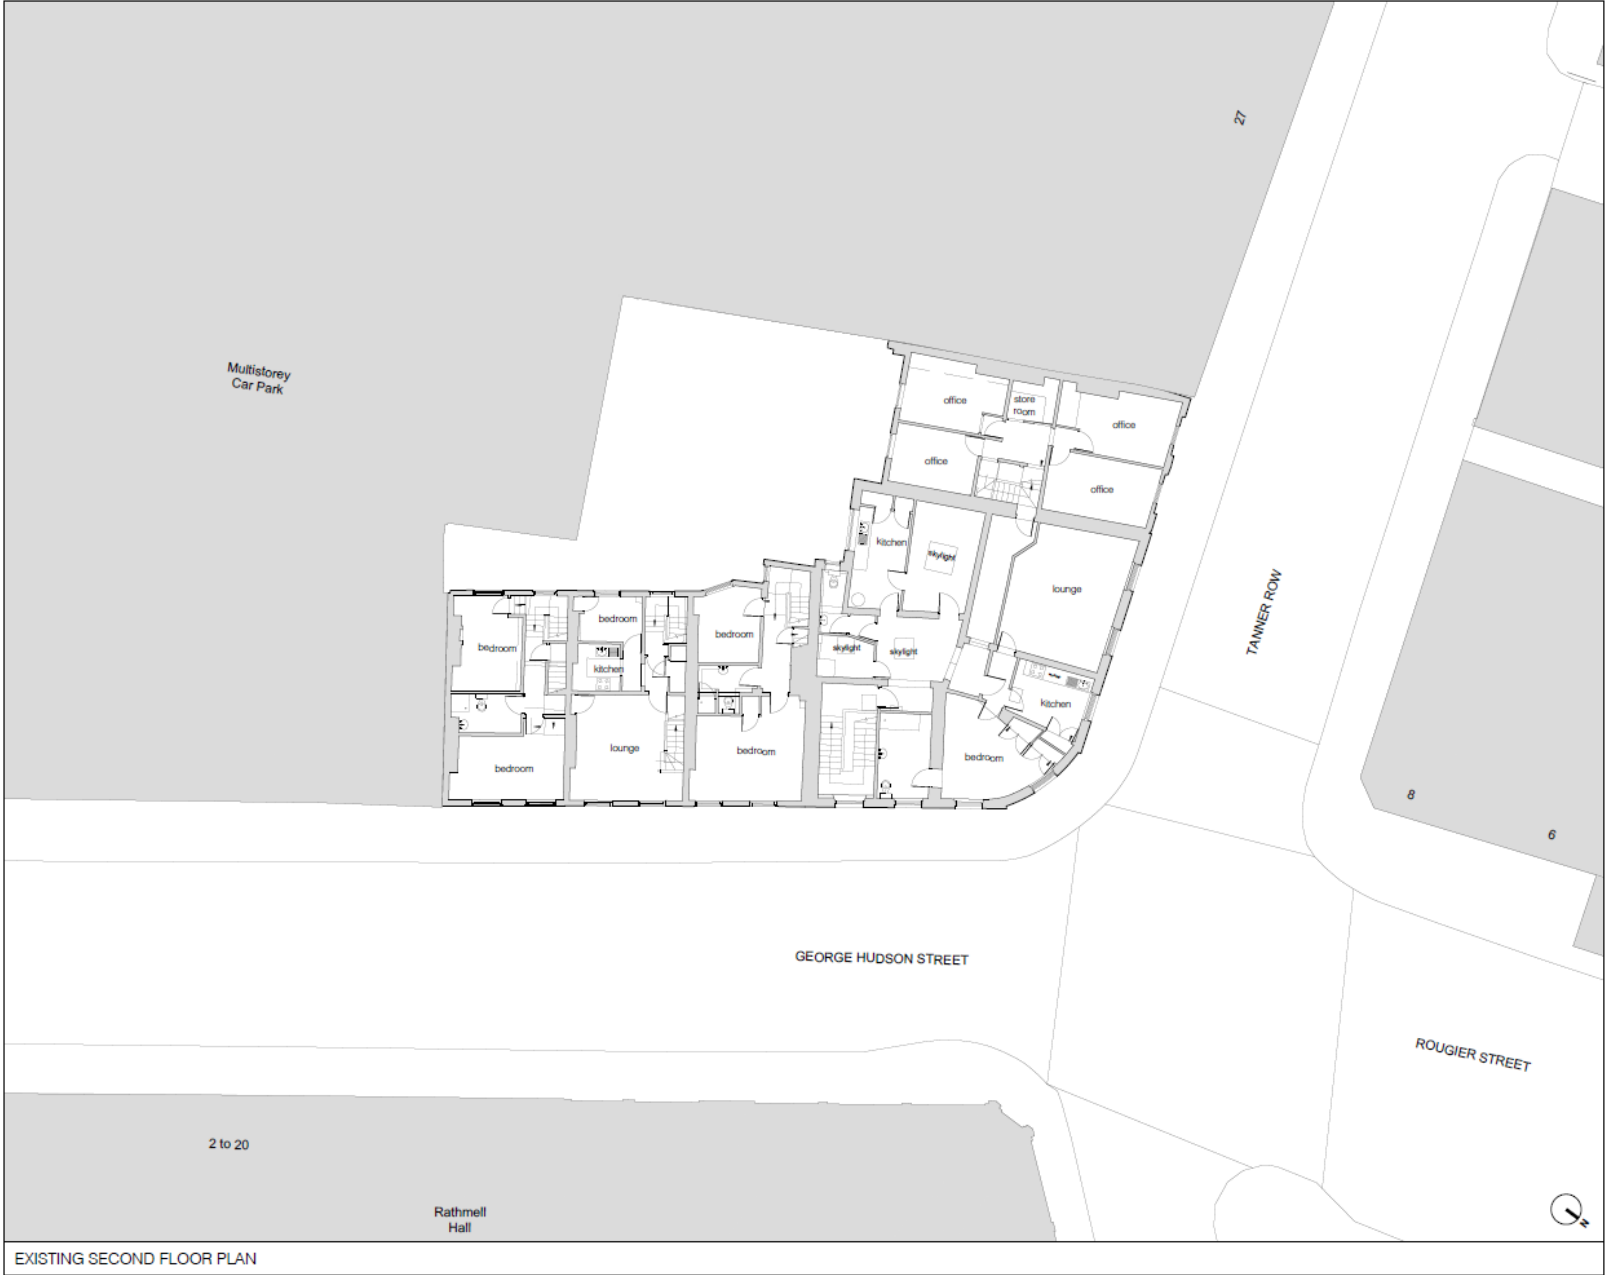 27
Multistorey
Car Park
office
store
room
office
office
office
kitchen
skylight
lounge
TANNER ROW
bedroom
bedroom
bedroom
skylight
skylight
kitchen
kitchen
bedroom
lounge
bedroom
bedroom
8
6
GEORGE HUDSON STREET
ROUGIER STREET
2 to 20
Rathmell
Hall
N
EXISTING SECOND FLOOR PLAN